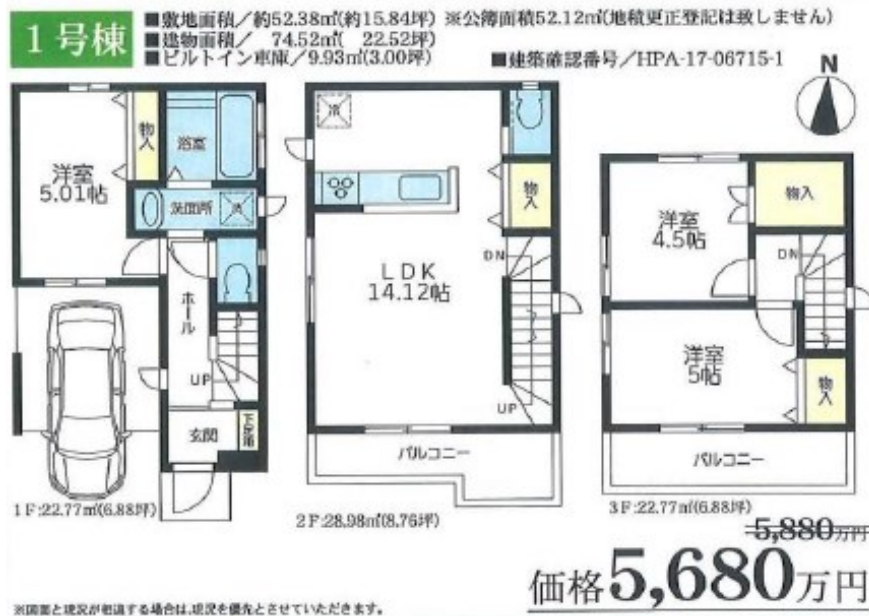 1号棟
■敷地面積／約52.38㎡(約15.84坪) ※公簿面積52.12㎡(地積更正登記は致しません)
■建物面積／ 74.52㎡( 22.52坪)
■ビルトイン車庫／9.93㎡(3.00坪)
■建築確認番号／HPA-17-06715-1
N
洋室
5.01帖
物入
浴室
洗面所
洗
ホール
UP
玄関
下足箱
1F:22.77㎡(6.88坪)
冷
物入
LDK
14.12帖
DN
UP
バルコニー
2F:28.98㎡(8.76坪)
洋室
4.5帖
物入
DN
洋室
5帖
物入
バルコニー
3F:22.77㎡(6.88坪)
5,880万円
価格5,680万円
※図面と現況が相違する場合は、現況を優先とさせていただきます。